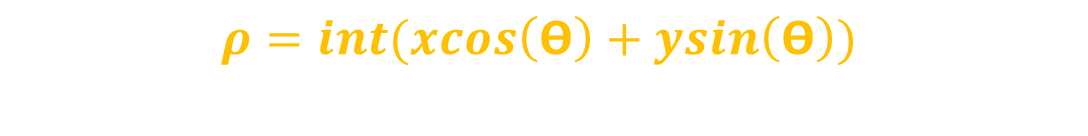 ρ = int(xcos(Ө) + ysin(Ө))